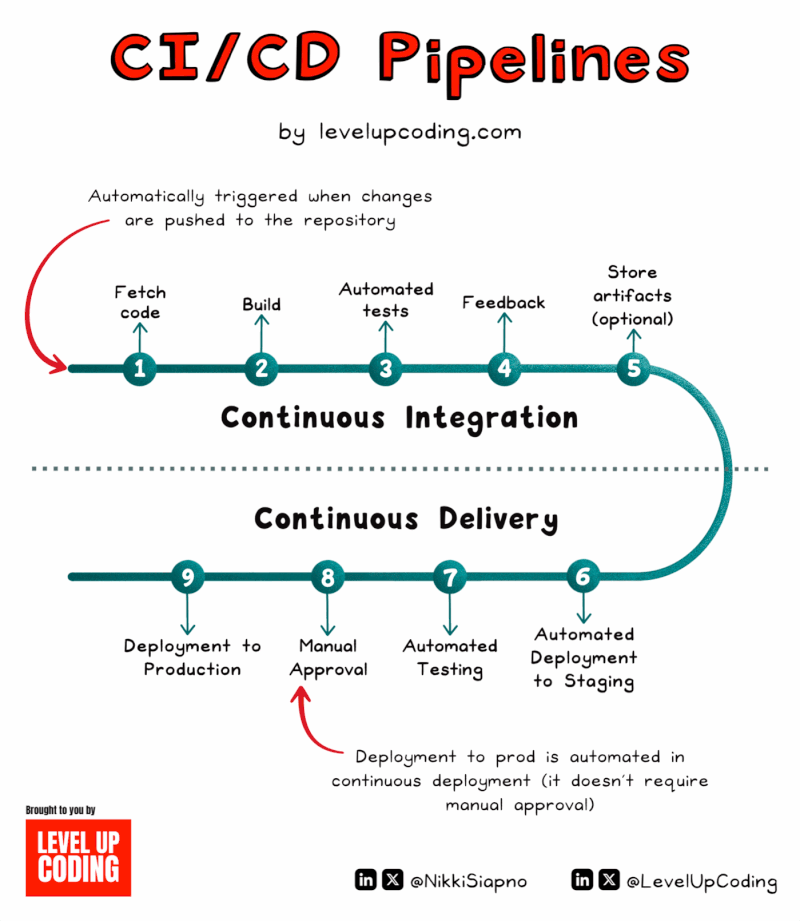 CI/CD Pipelines
by levelupcoding.com
Automatically triggered when changes
are pushed to the repository
Fetch
code
Build
Automated
tests
Feedback
Store
artifacts
(optional)
1
2
3
4
5
Continuous Integration
Continuous Delivery
9
8
7
6
Deployment to
Production
Manual
Approval
Automated
Testing
Automated
Deployment
to Staging
Deployment to prod is automated in
continuous deployment (it doesn't require
manual approval)
Brought to you by
LEVEL UP
CODING
in X @NikkiSiapno
in X @LevelUpCoding